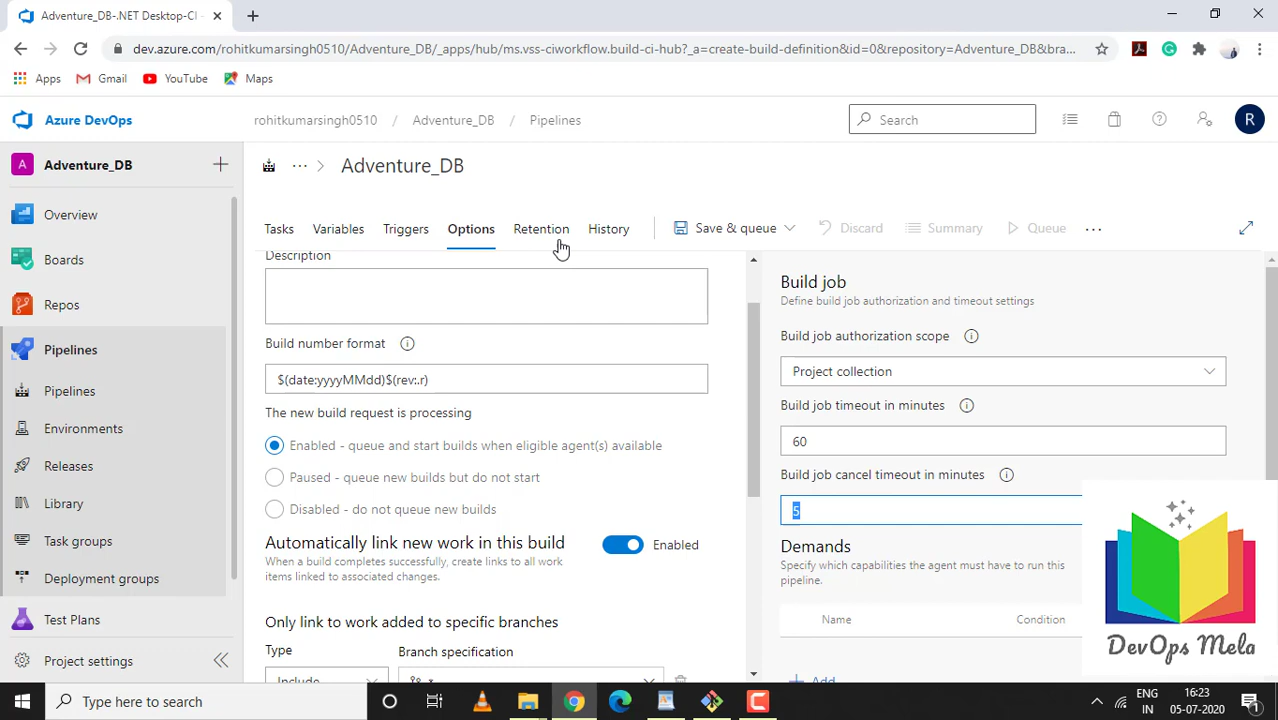 Adventure_DB-.NET Desktop-CI -
dev.azure.com/rohitkumarsingh0510/Adventure_DB/_apps/hub/ms.vss-ciworkflow.build-ci-hub?_a=create-build-definition&id=0&repository=Adventure_DB&bra...
Apps Gmail YouTube Maps
Azure DevOps rohitkumarsingh0510 / Adventure_DB / Pipelines Search R
A Adventure_DB
Adventure_DB
Overview
Boards
Repos
Pipelines
Pipelines
Environments
Releases
Library
Task groups
Deployment groups
Test Plans
Project settings
Tasks Variables Triggers Options Retention History Save & queue Discard Summary Queue ...
Description
Build number format
$(date:yyyyMMdd)$(rev:.r)
The new build request is processing
Enabled - queue and start builds when eligible agent(s) available
Paused - queue new builds but do not start
Disabled - do not queue new builds
Automatically link new work in this build Enabled
When a build completes successfully, create links to all work
items linked to associated changes.
Only link to work added to specific branches
Type Branch specification
Include *
Build job
Define build job authorization and timeout settings
Build job authorization scope
Project collection
Build job timeout in minutes
60
Build job cancel timeout in minutes
5
Demands
Specify which capabilities the agent must have to run this
pipeline.
Name Condition
Add
DevOps Mela
Type here to search
ENG
IN
16:23
05-07-2020
1